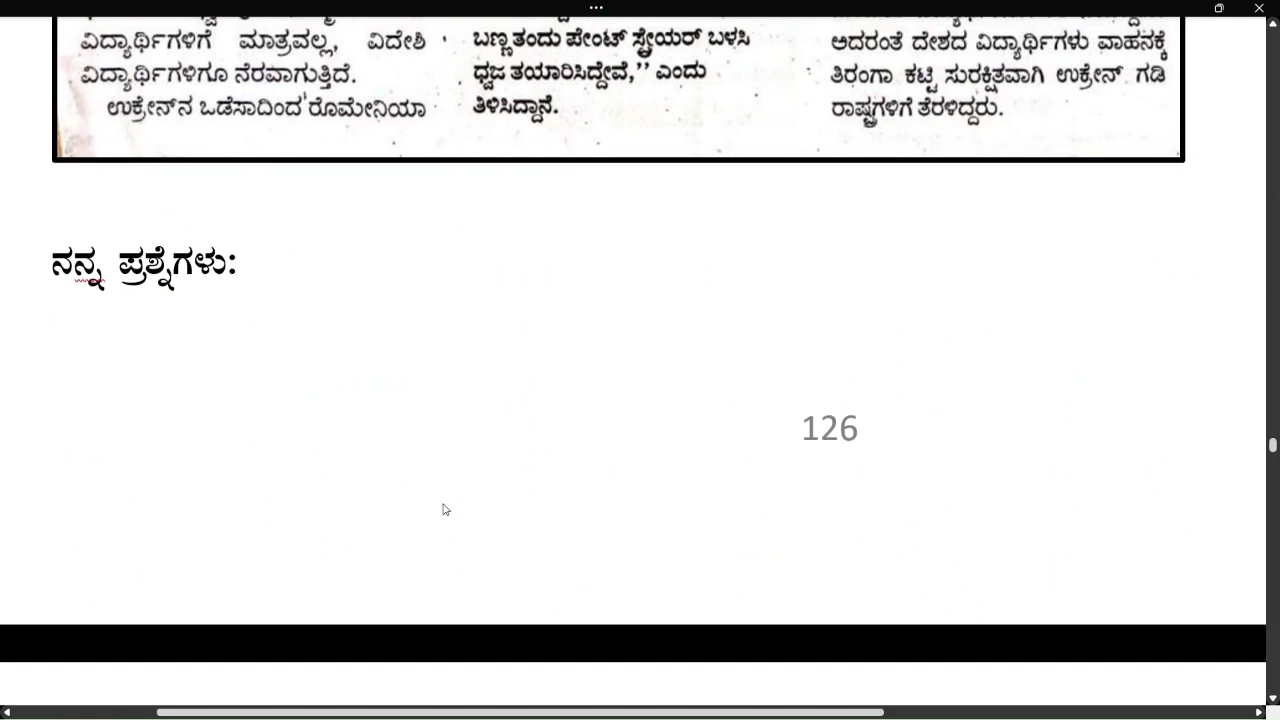 ವಿದ್ಯಾರ್ಥಿಗಳಿಗೆ ಮಾತ್ರವಲ್ಲ, ವಿದೇಶಿ
ವಿದ್ಯಾರ್ಥಿಗಳಿಗೂ ನೆರವಾಗುತ್ತಿದೆ.
ಉಕ್ರೇನ್‌ನ ಒಡೆಸಾದಿಂದ ರೊಮೇನಿಯಾ
ಬಣ್ಣ ತಂದು ಪೇಂಟ್ ಸ್ಪ್ರೇಯರ್ ಬಳಸಿ
ಧ್ವಜ ತಯಾರಿಸಿದ್ದೇವೆ,'' ಎಂದು
ತಿಳಿಸಿದ್ದಾನೆ.
ಅದರಂತೆ ದೇಶದ ವಿದ್ಯಾರ್ಥಿಗಳು ವಾಹನಕ್ಕೆ
ತಿರಂಗಾ ಕಟ್ಟಿ ಸುರಕ್ಷಿತವಾಗಿ ಉಕ್ರೇನ್ ಗಡಿ
ರಾಷ್ಟ್ರಗಳಿಗೆ ತೆರಳಿದ್ದರು.
ನನ್ನ ಪ್ರಶ್ನೆಗಳು:
126